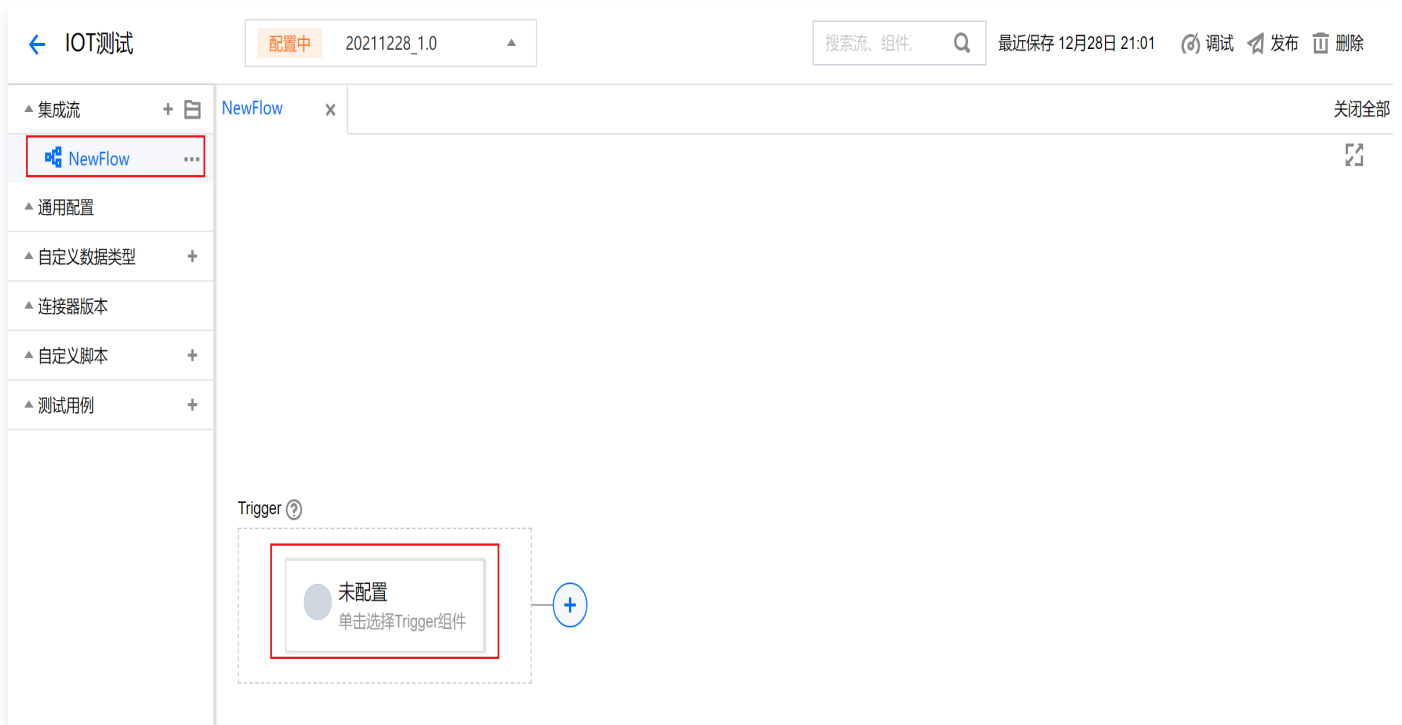 IOT测试
配置中 20211228_1.0
搜索流、组件
最近保存 12月28日 21:01 调试 发布 删除
集成流
NewFlow
关闭全部
NewFlow
通用配置
自定义数据类型
连接器版本
自定义脚本
测试用例
Trigger
未配置
单击选择Trigger组件